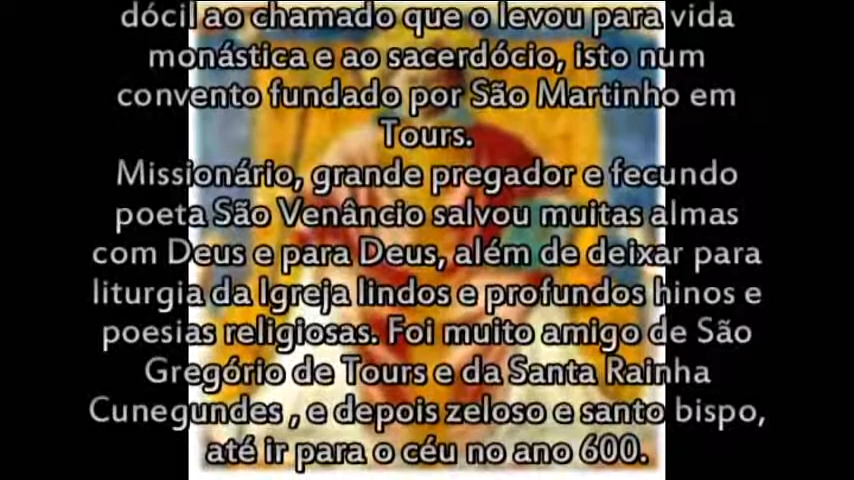 dócil ao chamado que o levou para vida
monástica e ao sacerdócio, isto num
convento fundado por São Martinho em
Tours.
Missionário, grande pregador e fecundo
poeta São Venâncio salvou muitas almas
com Deus e para Deus, além de deixar para
liturgia da Igreja lindos e profundos hinos e
poesias religiosas. Foi muito amigo de São
Gregório de Tours e da Santa Rainha
Cunegundes , e depois zeloso e santo bispo,
até ir para o céu no ano 600.